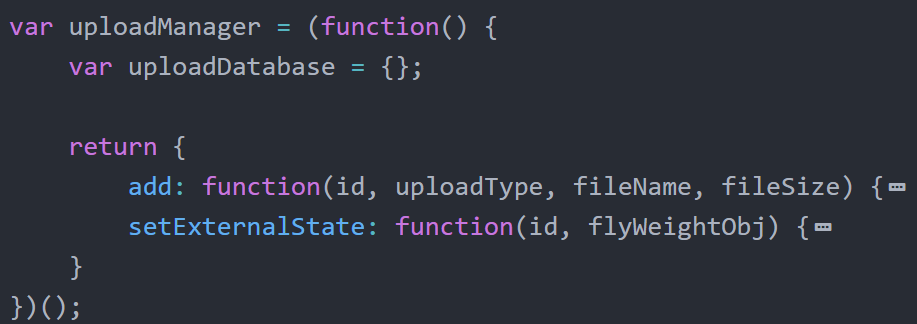 var uploadManager = (function() {
    var uploadDatabase = {};

    return {
        add: function(id, uploadType, fileName, fileSize) {⋯
        setExternalState: function(id, flyWeightObj) {⋯
    }
})();